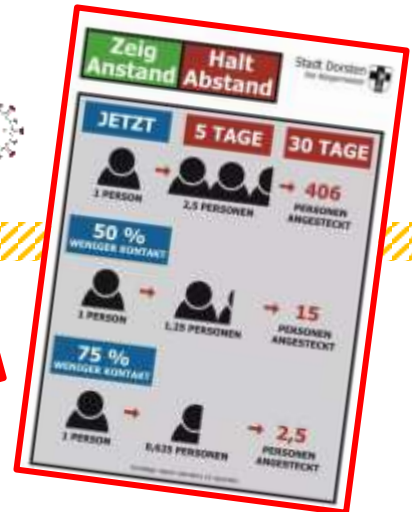 Zeig Anstand
Halt Abstand
Stadt Dorsten
JETZT
5 TAGE
30 TAGE
1 PERSON
2,5 PERSONEN
406
PERSONEN
ANGESTECKT
50 %
WENIGER KONTAKT
1 PERSON
1,25 PERSONEN
15
PERSONEN
ANGESTECKT
75 %
WENIGER KONTAKT
1 PERSON
0,625 PERSONEN
2,5
PERSONEN
ANGESTECKT